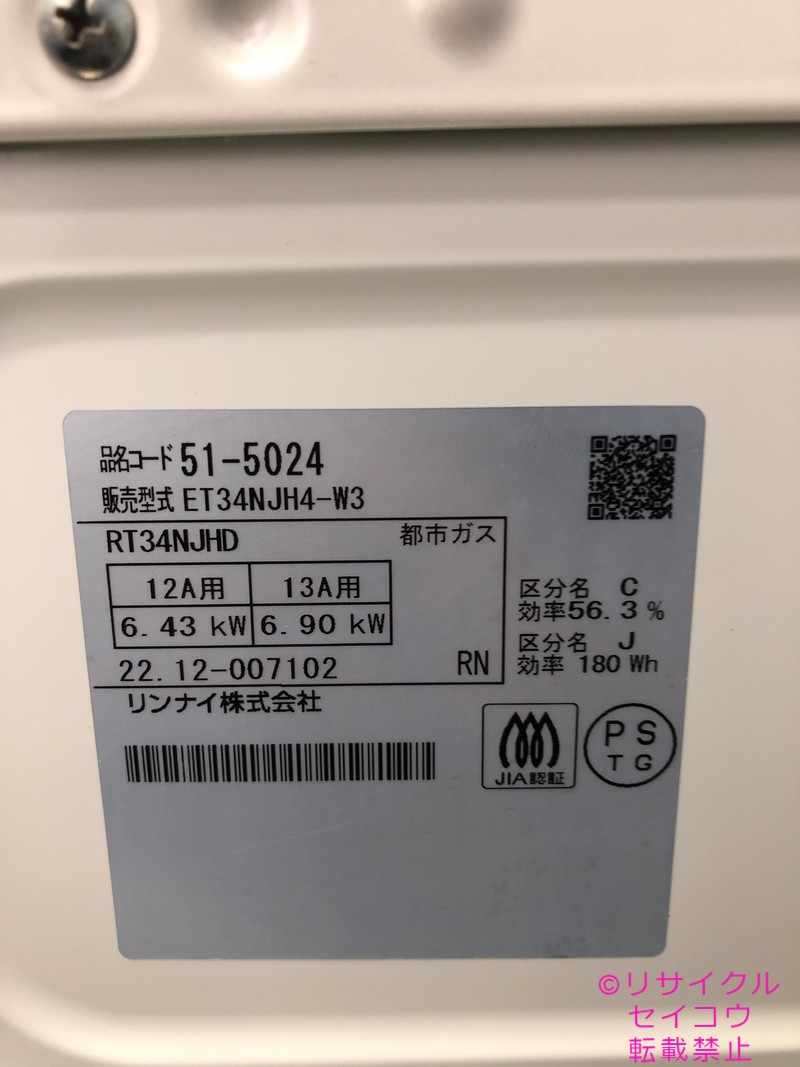 品名コード 51-5024
販売型式 ET34NJH4-W3
RT34NJHD 都市ガス
12A用 13A用
6.43 kW 6.90 kW
22.12-007102 RN
リンナイ株式会社
区分名 C
効率56.3 %
区分名 J
効率 180 Wh
JIA認証
PS
TG
©リサイクル
セイコウ
転載禁止